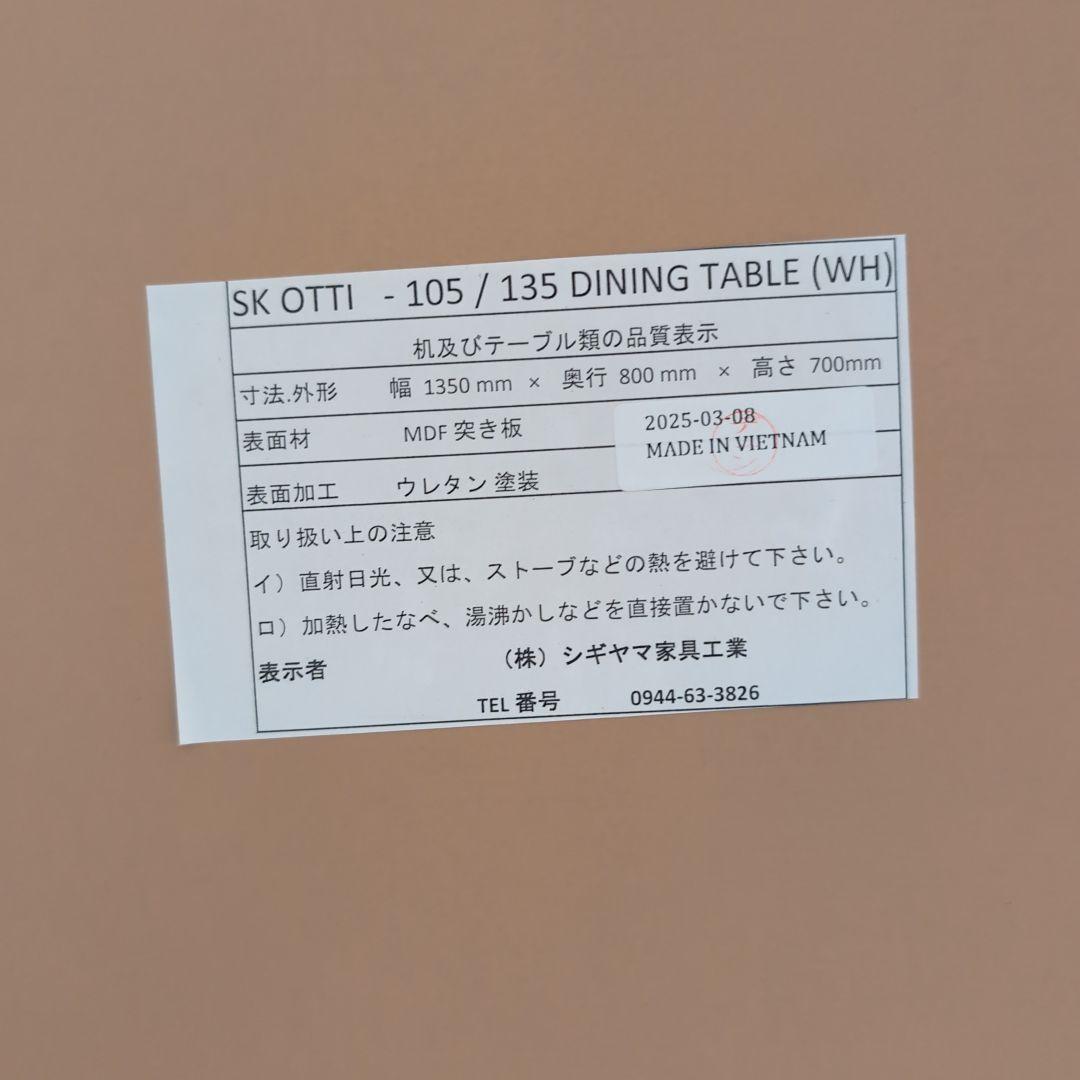 SK OTTI - 105 / 135 DINING TABLE (WH)
机及びテーブル類の品質表示
寸法.外形 幅 1350 mm × 奥行 800 mm × 高さ 700mm
表面材 MDF 突き板
2025-03-08
MADE IN VIETNAM
表面加工 ウレタン 塗装
取り扱い上の注意
イ）直射日光、又は、ストーブなどの熱を避けて下さい。
ロ）加熱したなべ、湯沸かしなどを直接置かないで下さい。
表示者 （株）シギヤマ家具工業
TEL 番号 0944-63-3826